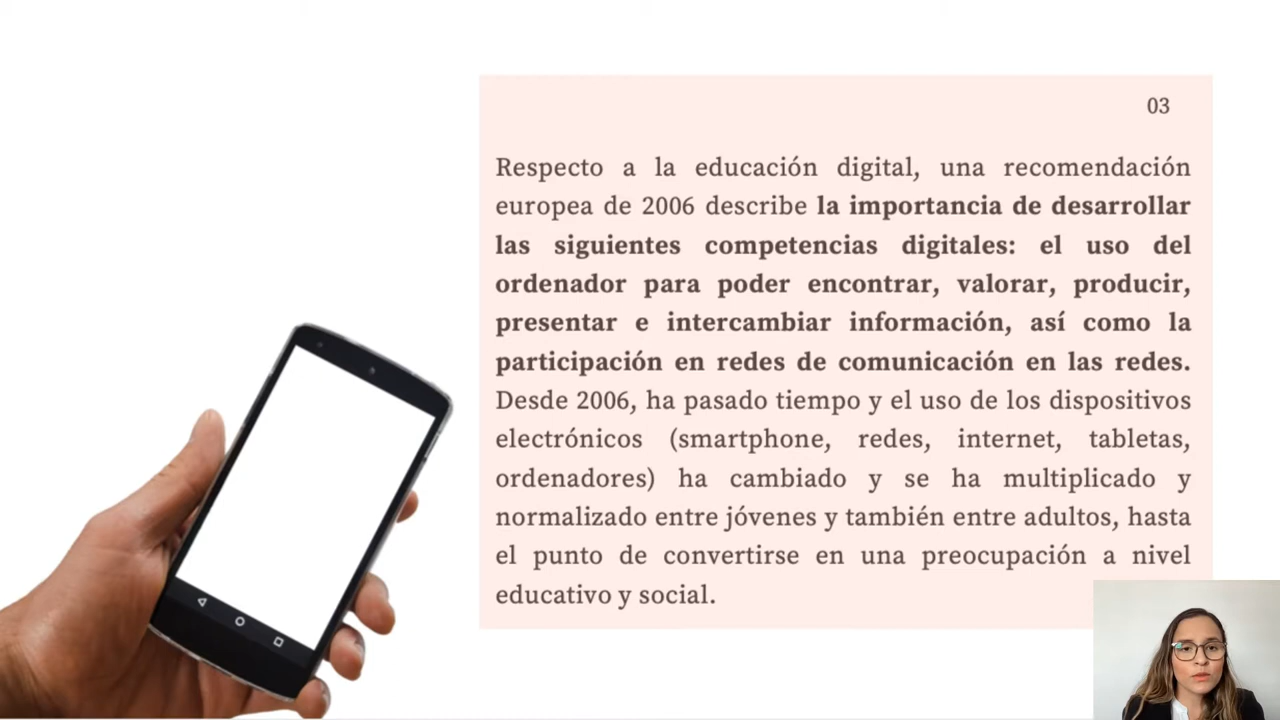 03
Respecto a la educación digital, una recomendación
europea de 2006 describe la importancia de desarrollar
las siguientes competencias digitales: el uso del
ordenador para poder encontrar, valorar, producir,
presentar e intercambiar información, así como la
participación en redes de comunicación en las redes.
Desde 2006, ha pasado tiempo y el uso de los dispositivos
electrónicos (smartphone, redes, internet, tabletas,
ordenadores) ha cambiado y se ha multiplicado y
normalizado entre jóvenes y también entre adultos, hasta
el punto de convertirse en una preocupación a nivel
educativo y social.